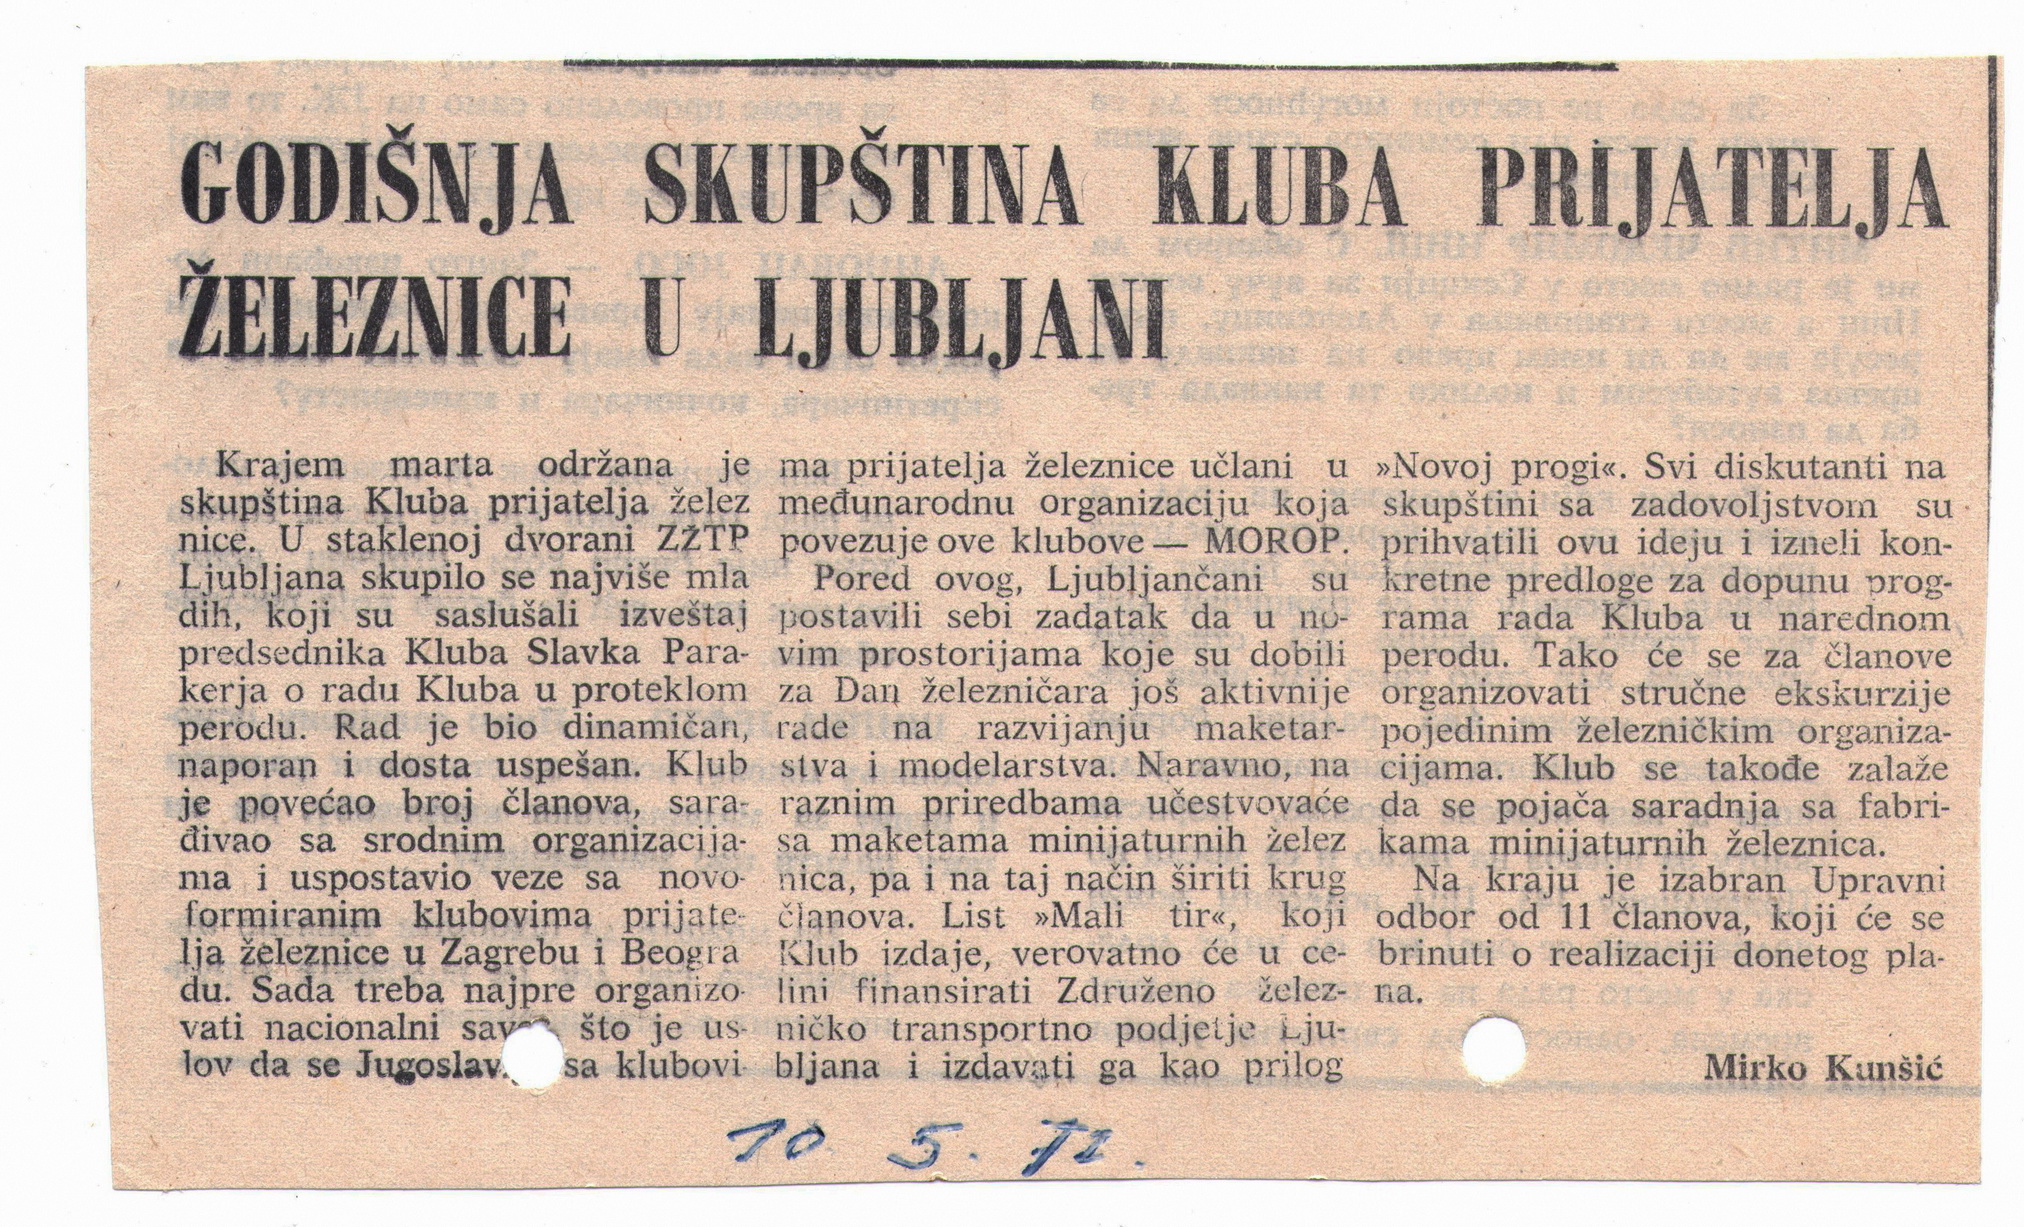 GODIŠNJA SKUPŠTINA KLUBA PRIJATELJA
ŽELEZNICE U LJUBLJANI
Krajem marta održana je
skupština Kluba prijatelja želez
nice. U staklenoj dvorani ZŽTP
Ljubljana skupilo se najviše mla
dih, koji su saslušali izveštaj
predsednika Kluba Slavka Para-
kerja o radu Kluba u proteklom
perodu. Rad je bio dinamičan,
naporan i dosta uspešan. Klub
je povećao broj članova, sara-
đivao sa srodnim organizacija-
ma i uspostavio veze sa novo-
formiranim klubovima prijate-
lja železnice u Zagrebu i Beogra
du. Sada treba najpre organizo-
vati nacionalni što je us-
lov da se sa klubovi-
ma prijatelja železnice učlani u
međunarodnu organizaciju koja
povezuje ove klubove — MOROP.
Pored ovog, Ljubljančani su
postavili sebi zadatak da u no-
vim prostorijama koje su dobili
za Dan železničara još aktivnije
rade na razvijanju maketar-
stva i modelarstva. Naravno, na
raznim priredbama učestvovaće
sa maketama minijaturnih želez
nica, pa i na taj način širiti krug
članova. List »Mali tir«, koji
Klub izdaje, verovatno će u ce-
lini finansirati Združeno želez-
ničko transportno podjetje Lju-
bljana i izdavati ga kao prilog
»Novoj progi«. Svi diskutanti na
skupštini sa zadovoljstvom su
prihvatili ovu ideju i izneli kon-
kretne predloge za dopunu prog-
rama rada Kluba u narednom
perodu. Tako će se za članove
organizovati stručne ekskurzije
pojedinim železničkim organiza-
cijama. Klub se takođe zalaže
da se pojača saradnja sa fabri-
kama minijaturnih železnica.
Na kraju je izabran Upravni
odbor od 11 članova, koji će se
brinuti o realizaciji donetog pla-
na.
Mirko Kunšić
10. 5. 72.